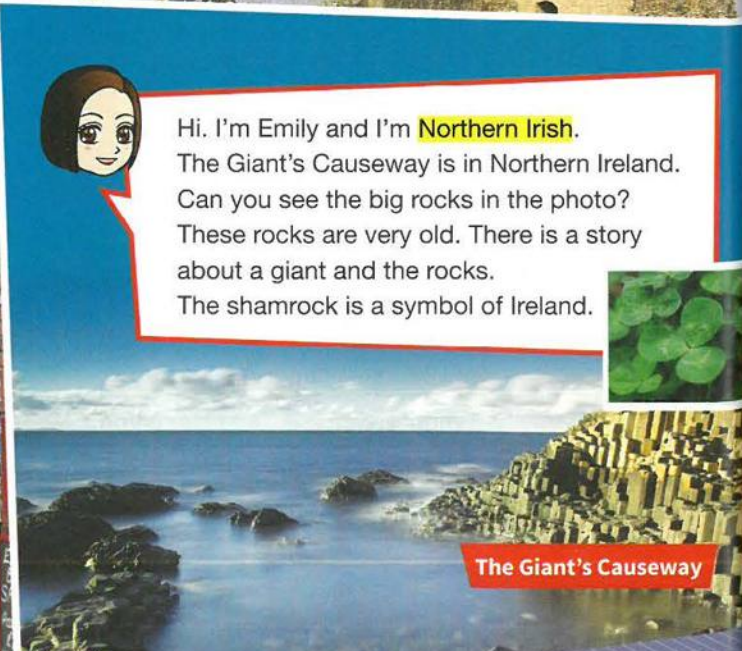 Hi. I'm Emily and I'm Northern Irish.
The Giant's Causeway is in Northern Ireland.
Can you see the big rocks in the photo?
These rocks are very old. There is a story
about a giant and the rocks.
The shamrock is a symbol of Ireland.
The Giant's Causeway